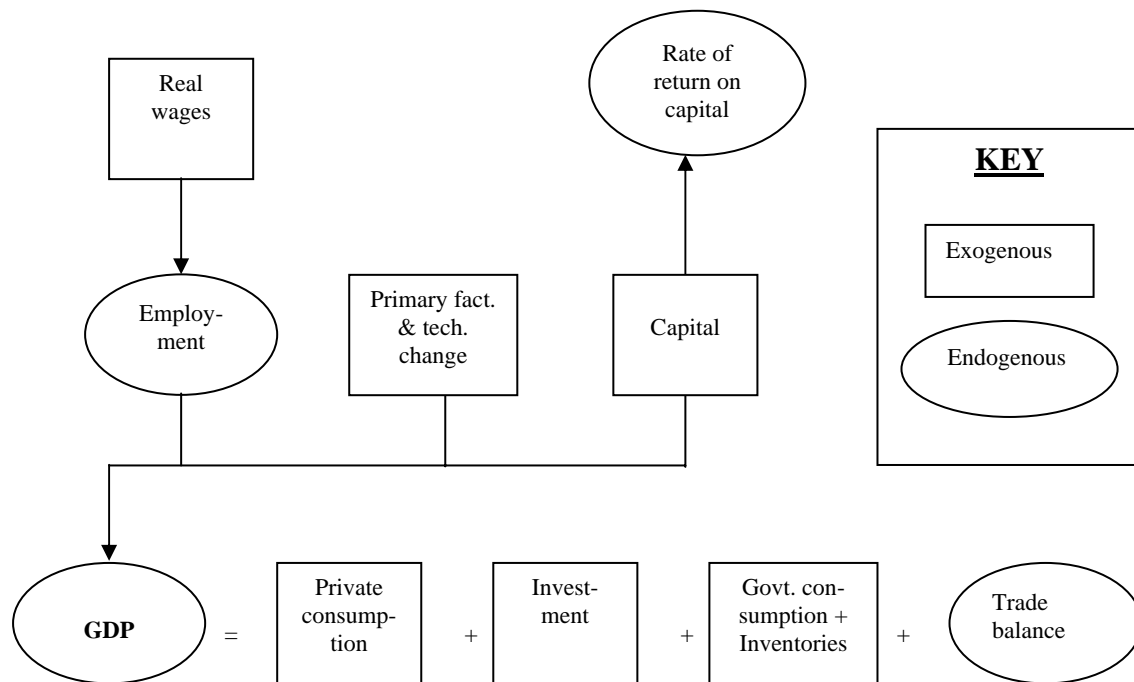 Real
wages
Rate of
return on
capital
KEY
Exogenous
Endogenous
Employ-
ment
Primary fact.
& tech.
change
Capital
GDP
=
Private
consump-
tion
+
Invest-
ment
+
Govt. con-
sumption +
Inventories
+
Trade
balance